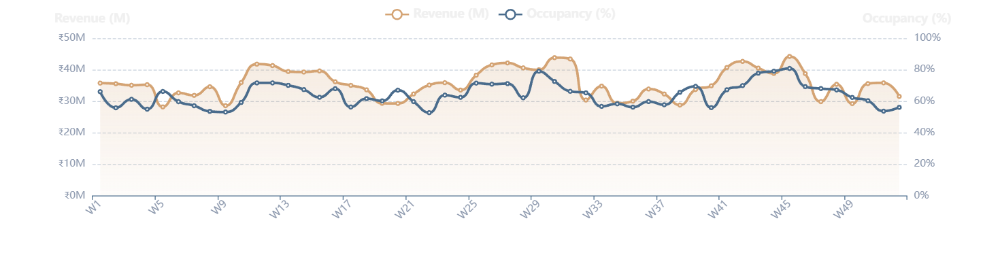 Revenue (M) Occupancy (%)
Revenue (M) Occupancy (%)
₹50M 100%
₹40M 80%
₹30M 60%
₹20M 40%
₹10M 20%
₹0M 0%
W1 W5 W9 W13 W17 W21 W25 W29 W33 W37 W41 W45 W49